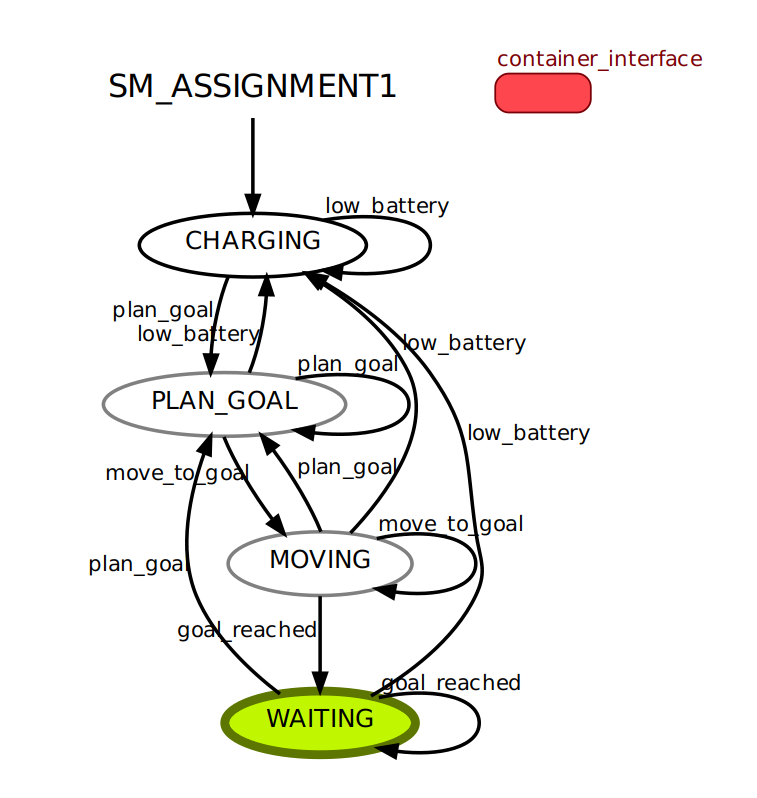 container_interface
SM_ASSIGNMENT1
low_battery
CHARGING
plan_goal
low_battery
low_battery
plan_goal
PLAN_GOAL
low_battery
plan_goal
move_to_goal
move_to_goal
MOVING
plan_goal
goal_reached
goal_reached
WAITING